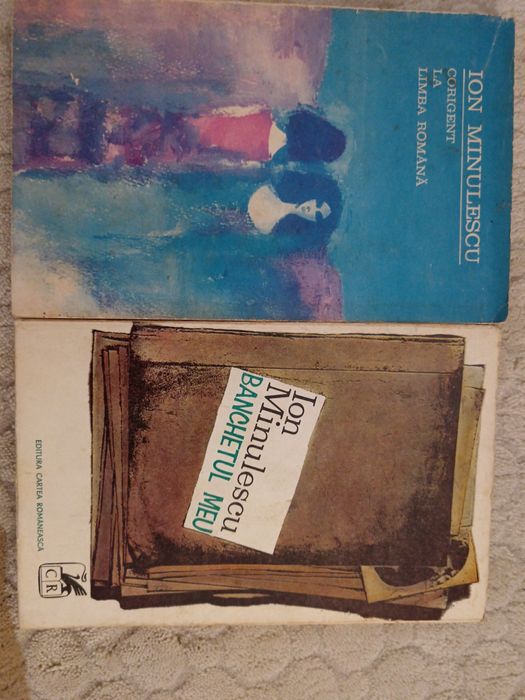 ION MINULESCU
CORIGENT
LA
LIMBA ROMÂNĂ
Ion
Minulescu
BANCHETUL MEU
EDITURA CARTEA ROMÂNEASCĂ
CR